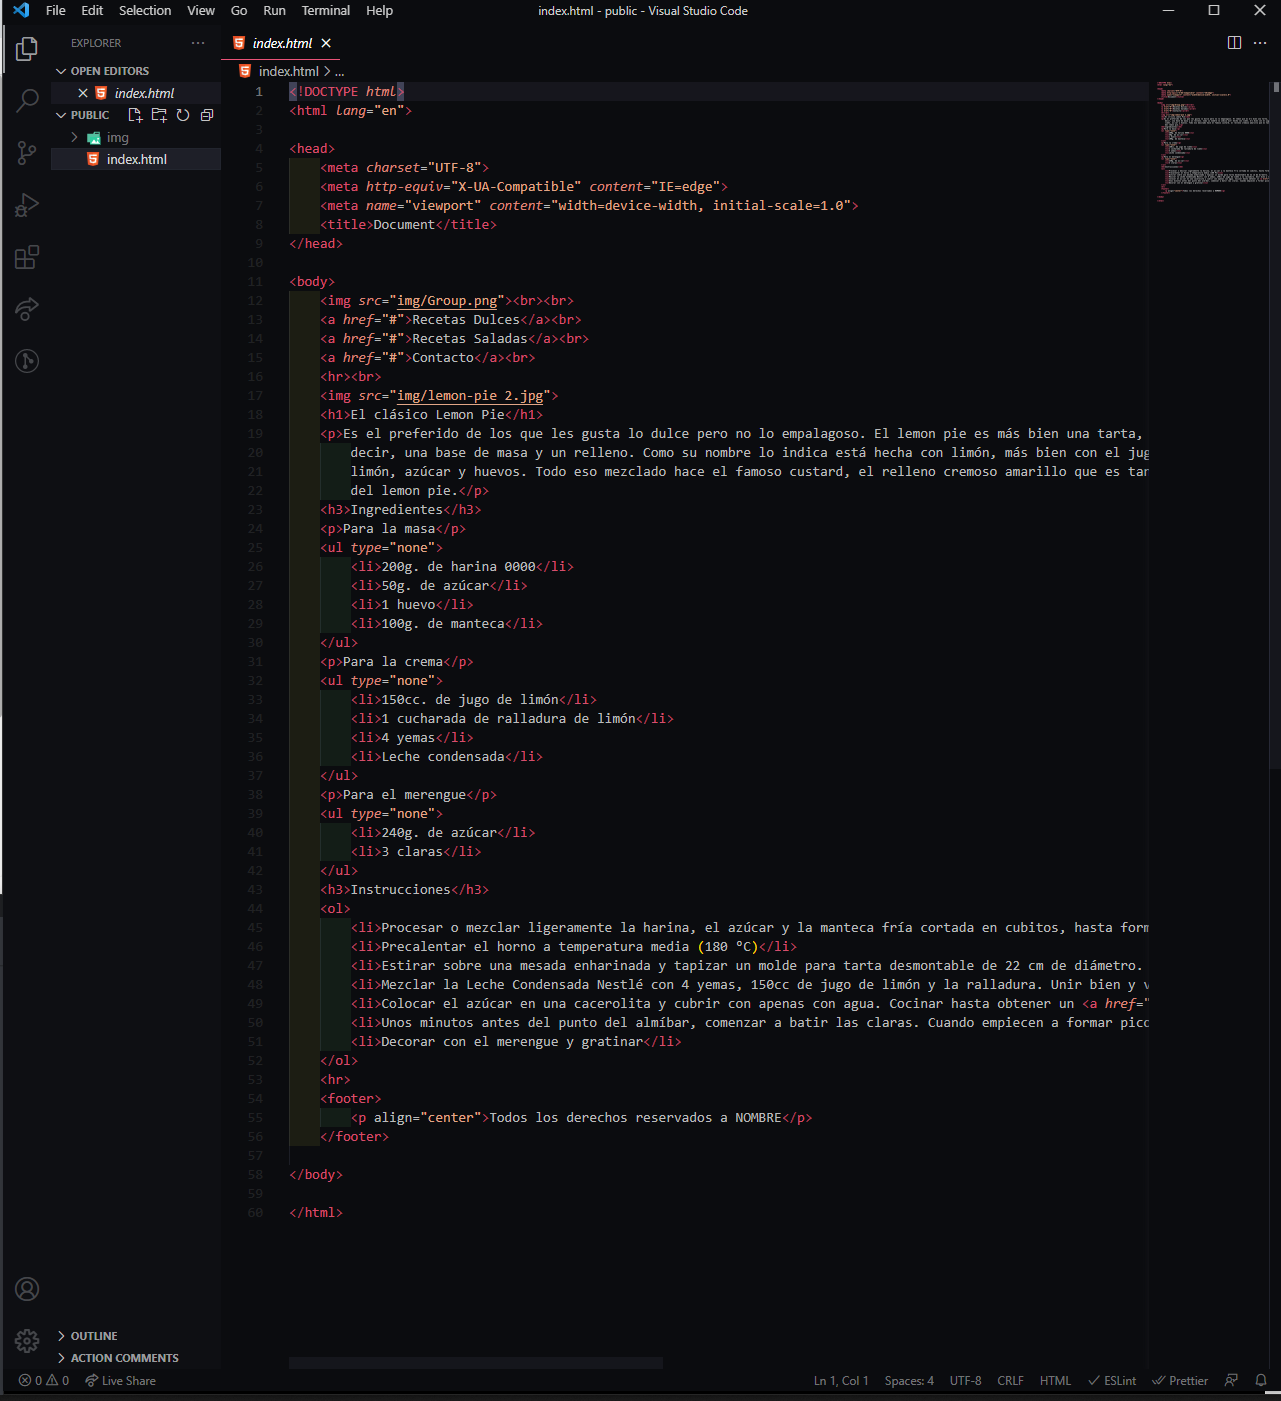 File Edit Selection View Go Run Terminal Help
index.html - public - Visual Studio Code
EXPLORER
OPEN EDITORS
index.html
PUBLIC
img
index.html
OUTLINE
ACTION COMMENTS
index.html
index.html > ...
1 <!DOCTYPE html>
2 <html lang="en">
3
4 <head>
5 <meta charset="UTF-8">
6 <meta http-equiv="X-UA-Compatible" content="IE=edge">
7 <meta name="viewport" content="width=device-width, initial-scale=1.0">
8 <title>Document</title>
9 </head>
10
11 <body>
12 <img src="img/Group.png"><br><br>
13 <a href="#">Recetas Dulces</a><br>
14 <a href="#">Recetas Saladas</a><br>
15 <a href="#">Contacto</a><br>
16 <hr><br>
17 <img src="img/lemon-pie 2.jpg">
18 <h1>El clásico Lemon Pie</h1>
19 <p>Es el preferido de los que les gusta lo dulce pero no lo empalagoso. El lemon pie es más bien una tarta,
20 decir, una base de masa y un relleno. Como su nombre lo indica está hecha con limón, más bien con el jug
21 limón, azúcar y huevos. Todo eso mezclado hace el famoso custard, el relleno cremoso amarillo que es tan
22 del lemon pie.</p>
23 <h3>Ingredientes</h3>
24 <p>Para la masa</p>
25 <ul type="none">
26 <li>200g. de harina 0000</li>
27 <li>50g. de azúcar</li>
28 <li>1 huevo</li>
29 <li>100g. de manteca</li>
30 </ul>
31 <p>Para la crema</p>
32 <ul type="none">
33 <li>150cc. de jugo de limón</li>
34 <li>1 cucharada de ralladura de limón</li>
35 <li>4 yemas</li>
36 <li>Leche condensada</li>
37 </ul>
38 <p>Para el merengue</p>
39 <ul type="none">
40 <li>240g. de azúcar</li>
41 <li>3 claras</li>
42 </ul>
43 <h3>Instrucciones</h3>
44 <ol>
45 <li>Procesar o mezclar ligeramente la harina, el azúcar y la manteca fría cortada en cubitos, hasta form
46 <li>Precalentar el horno a temperatura media (180 °C)</li>
47 <li>Estirar sobre una mesada enharinada y tapizar un molde para tarta desmontable de 22 cm de diámetro.
48 <li>Mezclar la Leche Condensada Nestlé con 4 yemas, 150cc de jugo de limón y la ralladura. Unir bien y v
49 <li>Colocar el azúcar en una cacerolita y cubrir con apenas con agua. Cocinar hasta obtener un <a href="
50 <li>Unos minutos antes del punto del almíbar, comenzar a batir las claras. Cuando empiecen a formar pico
51 <li>Decorar con el merengue y gratinar</li>
52 </ol>
53 <hr>
54 <footer>
55 <p align="center">Todos los derechos reservados a NOMBRE</p>
56 </footer>
57
58 </body>
59
60 </html>
0 0 Live Share Ln 1, Col 1 Spaces: 4 UTF-8 CRLF HTML ESLint Prettier